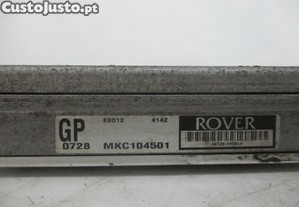 CustoJusto.pt
GP E0012 4142 ROVER
0728 MKC104501